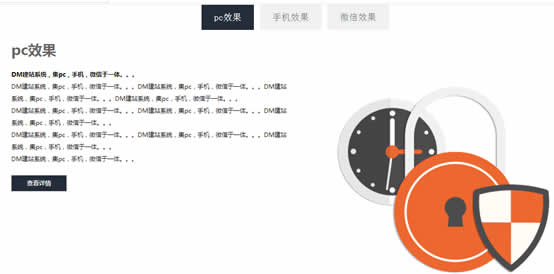 pc效果 手机效果 微信效果
pc效果
DM建站系统，集pc，手机，微信于一体。。。
DM建站系统，集pc，手机，微信于一体。。。DM建站系统，集pc，手机，微信于一体。。。DM建站
系统，集pc，手机，微信于一体。。。DM建站系统，集pc，手机，微信于一体。。。
DM建站系统，集pc，手机，微信于一体。。。DM建站系统，集pc，手机，微信于一体。。。DM建站
系统，集pc，手机，微信于一体。。。
DM建站系统，集pc，手机，微信于一体。。。DM建站系统，集pc，手机，微信于一体。。。DM建站
系统，集pc，手机，微信于一体。。。
DM建站系统，集pc，手机，微信于一体。。。
查看详情